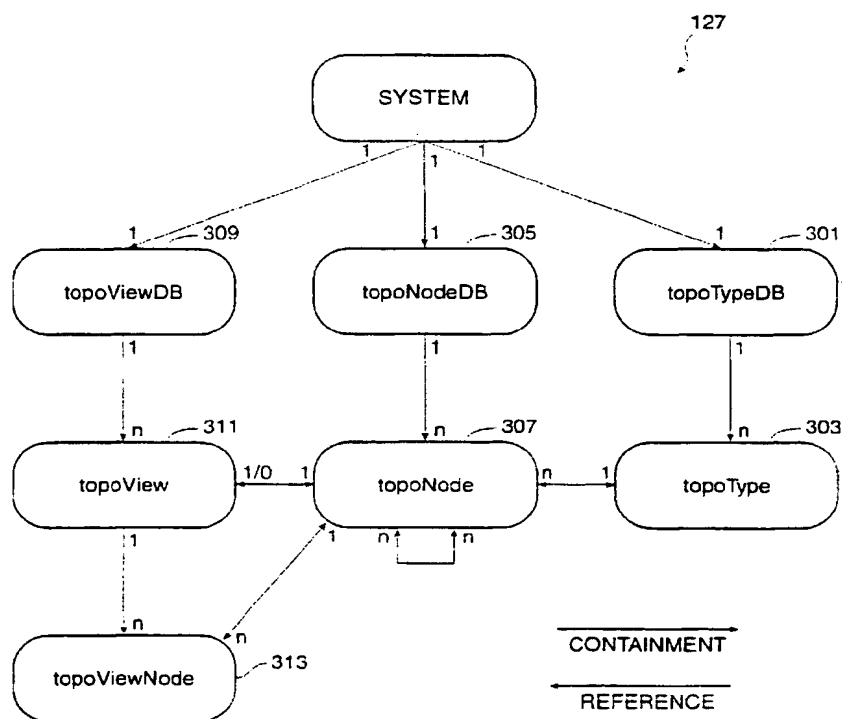 127
SYSTEM
1 1 1
1 309 1 305 1 301
topoViewDB topoNodeDB topoTypeDB
1 1 1
n 311 n 307 n 303
topoView 1/0 1 topoNode n 1 topoType
1 1 n n
n n
topoViewNode 313
CONTAINMENT
REFERENCE